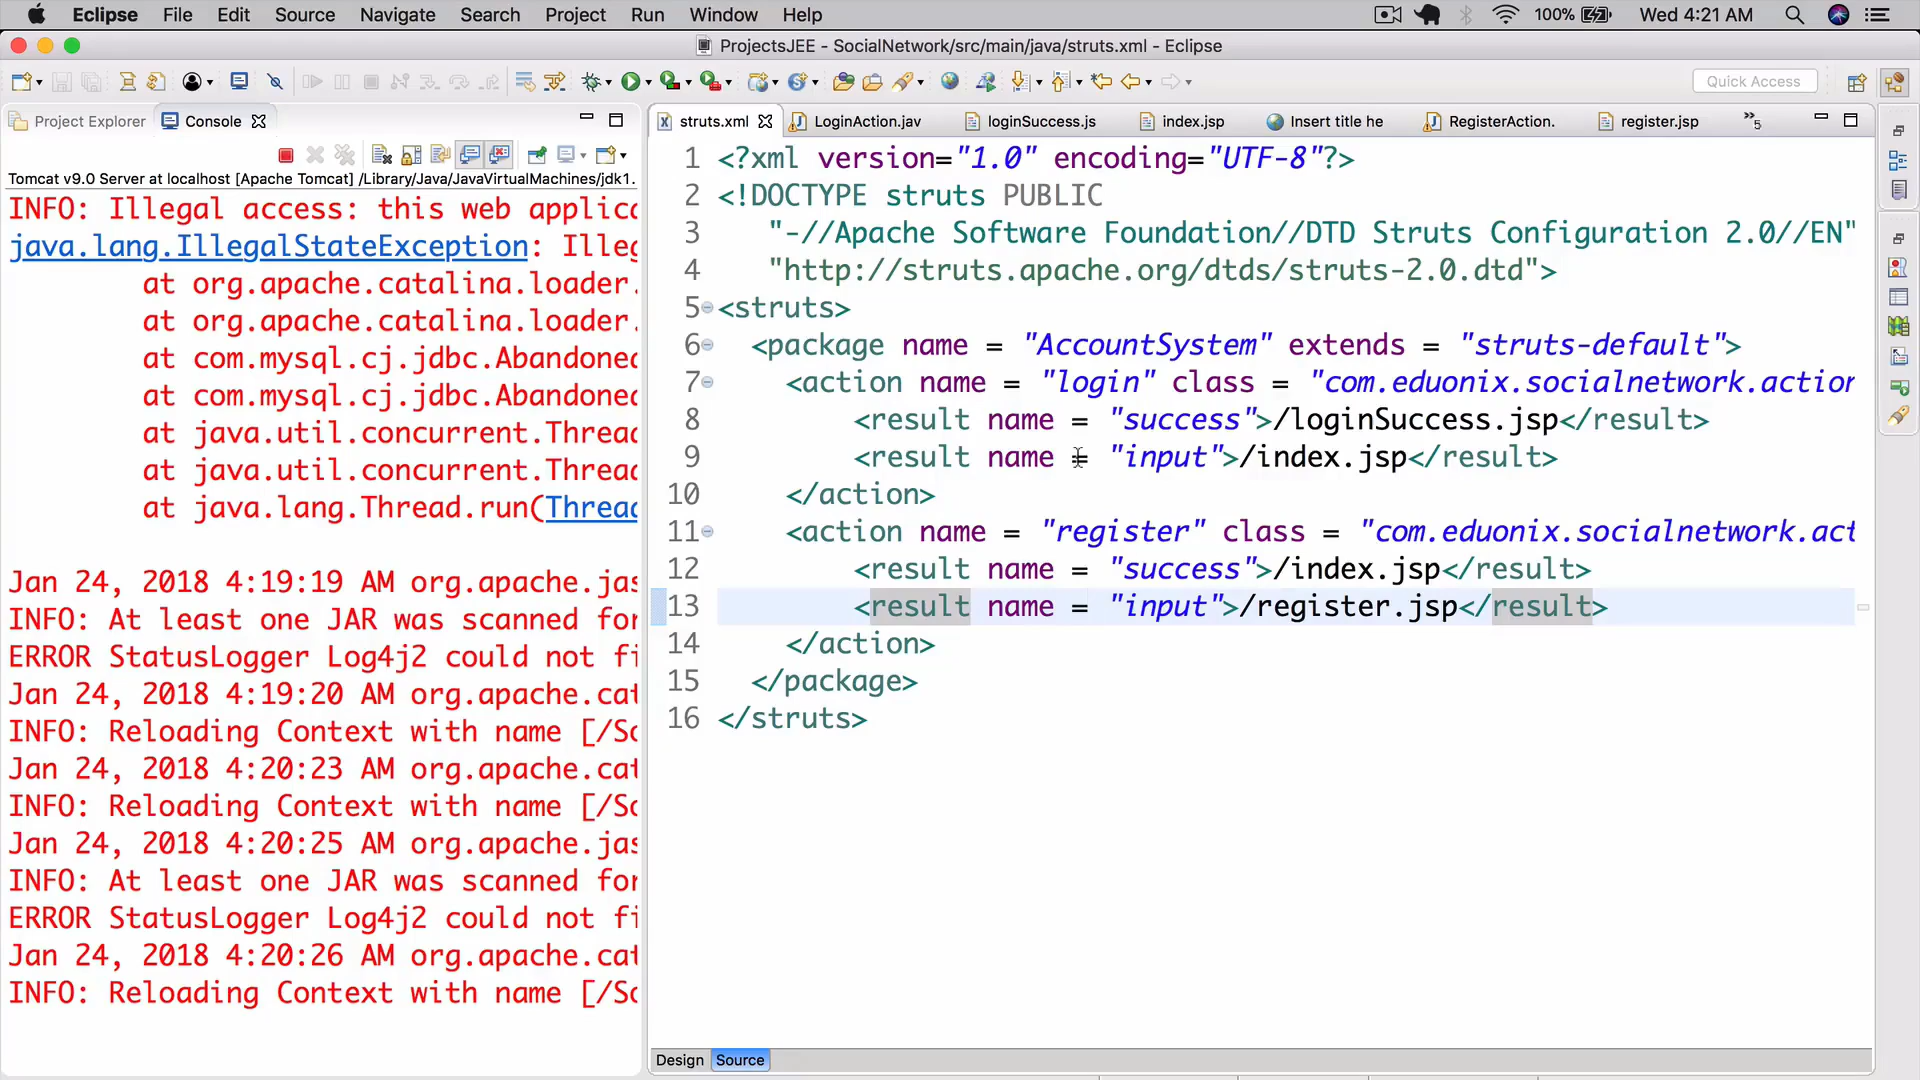 Eclipse File Edit Source Navigate Search Project Run Window Help 100% Wed 4:21 AM
ProjectsJEE - SocialNetwork/src/main/java/struts.xml - Eclipse
Quick Access
Project Explorer Console
struts.xml LoginAction.jav loginSuccess.js index.jsp Insert title he RegisterAction. register.jsp »5
Tomcat v9.0 Server at localhost [Apache Tomcat] /Library/Java/JavaVirtualMachines/jdk1.
INFO: Illegal access: this web applica
java.lang.IllegalStateException: Illeg
at org.apache.catalina.loader.
at org.apache.catalina.loader.
at com.mysql.cj.jdbc.Abandoned
at com.mysql.cj.jdbc.Abandoned
at java.util.concurrent.Thread
at java.util.concurrent.Thread
at java.lang.Thread.run(Thread
Jan 24, 2018 4:19:19 AM org.apache.jas
INFO: At least one JAR was scanned for
ERROR StatusLogger Log4j2 could not fi
Jan 24, 2018 4:19:20 AM org.apache.cat
INFO: Reloading Context with name [/So
Jan 24, 2018 4:20:23 AM org.apache.cat
INFO: Reloading Context with name [/So
Jan 24, 2018 4:20:25 AM org.apache.jas
INFO: At least one JAR was scanned for
ERROR StatusLogger Log4j2 could not fi
Jan 24, 2018 4:20:26 AM org.apache.cat
INFO: Reloading Context with name [/So
1 <?xml version="1.0" encoding="UTF-8"?>
2 <!DOCTYPE struts PUBLIC
3 "-//Apache Software Foundation//DTD Struts Configuration 2.0//EN"
4 "http://struts.apache.org/dtds/struts-2.0.dtd">
5 <struts>
6 <package name = "AccountSystem" extends = "struts-default">
7 <action name = "login" class = "com.eduonix.socialnetwork.action
8 <result name = "success">/loginSuccess.jsp</result>
9 <result name = "input">/index.jsp</result>
10 </action>
11 <action name = "register" class = "com.eduonix.socialnetwork.act
12 <result name = "success">/index.jsp</result>
13 <result name = "input">/register.jsp</result>
14 </action>
15 </package>
16 </struts>
Design Source